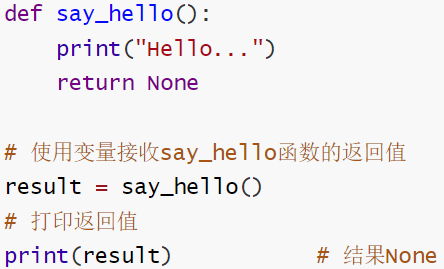 def say_hello():
    print("Hello...")
    return None

# 使用变量接收say_hello函数的返回值
result = say_hello()
# 打印返回值
print(result)            # 结果None